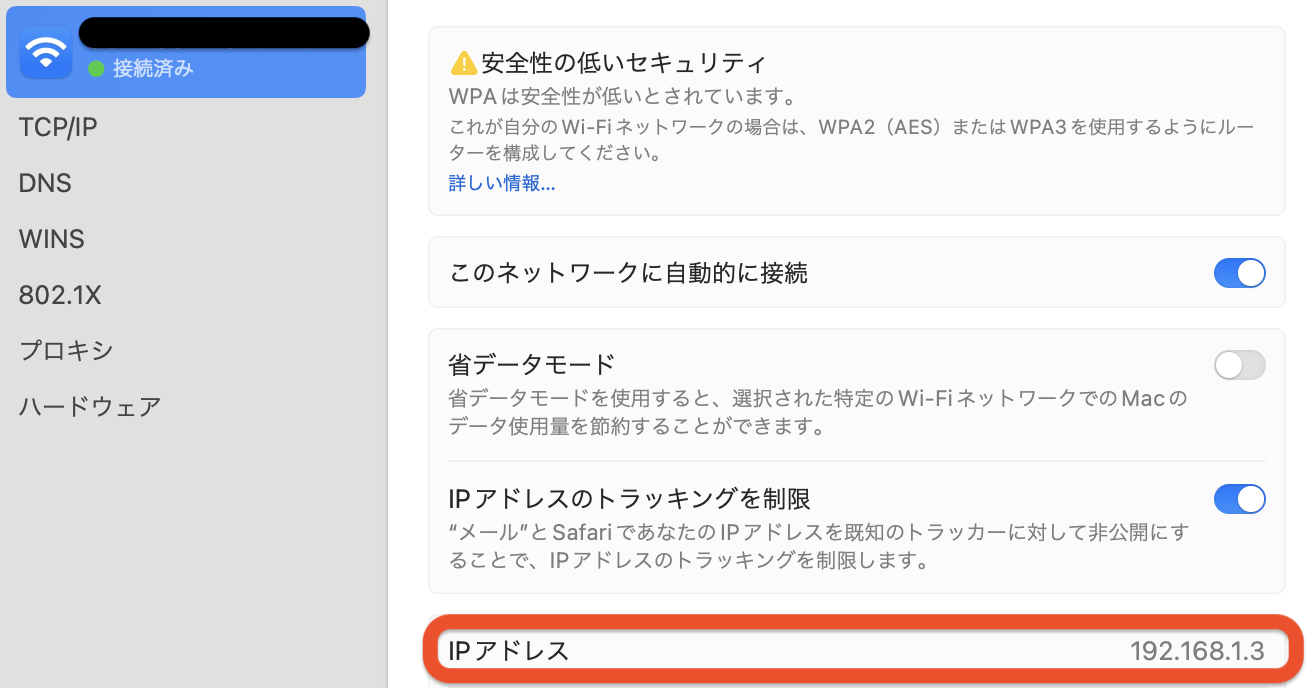 接続済み
TCP/IP
DNS
WINS
802.1X
プロキシ
ハードウェア
安全性の低いセキュリティ
WPAは安全性が低いとされています。
これが自分のWi-Fiネットワークの場合は、WPA2（AES）またはWPA3を使用するようにルー
ターを構成してください。
詳しい情報...
このネットワークに自動的に接続
省データモード
省データモードを使用すると、選択された特定のWi-FiネットワークでのMacの
データ使用量を節約することができます。
IPアドレスのトラッキングを制限
“メール”とSafariであなたのIPアドレスを既知のトラッカーに対して非公開にす
ることで、IPアドレスのトラッキングを制限します。
IPアドレス 192.168.1.3